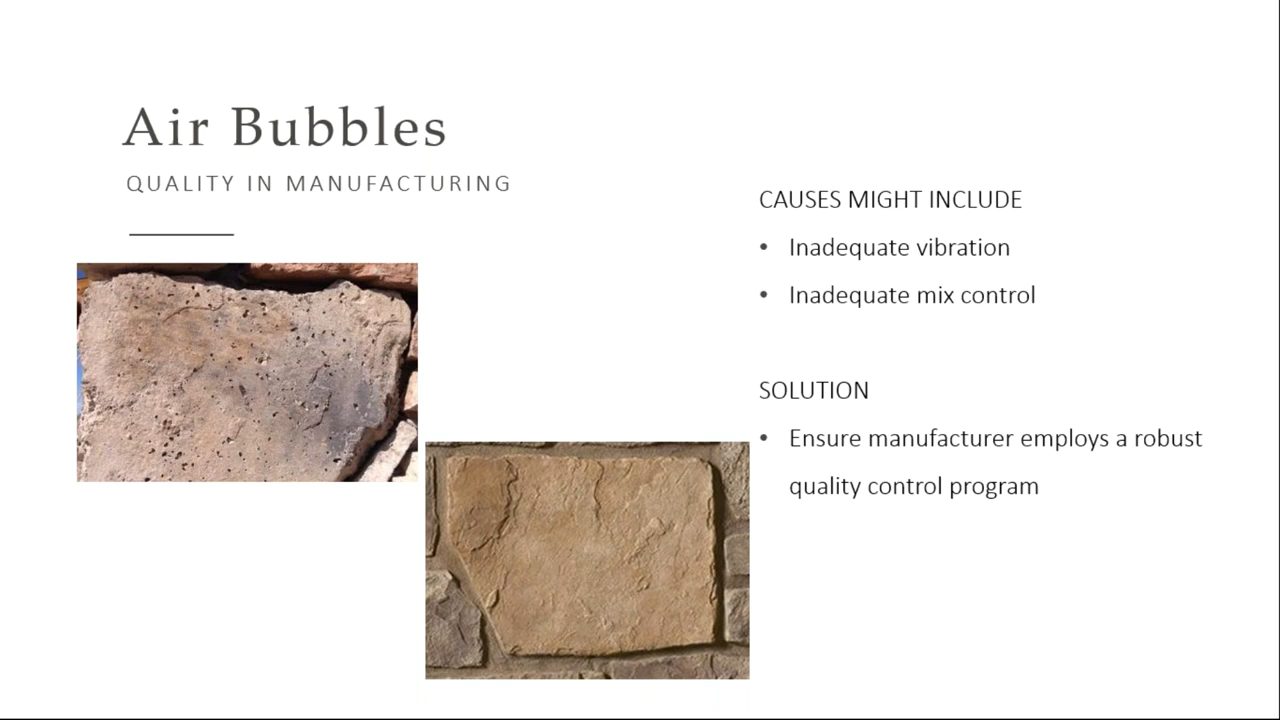 Air Bubbles
QUALITY IN MANUFACTURING
CAUSES MIGHT INCLUDE
• Inadequate vibration
• Inadequate mix control
SOLUTION
• Ensure manufacturer employs a robust
quality control program